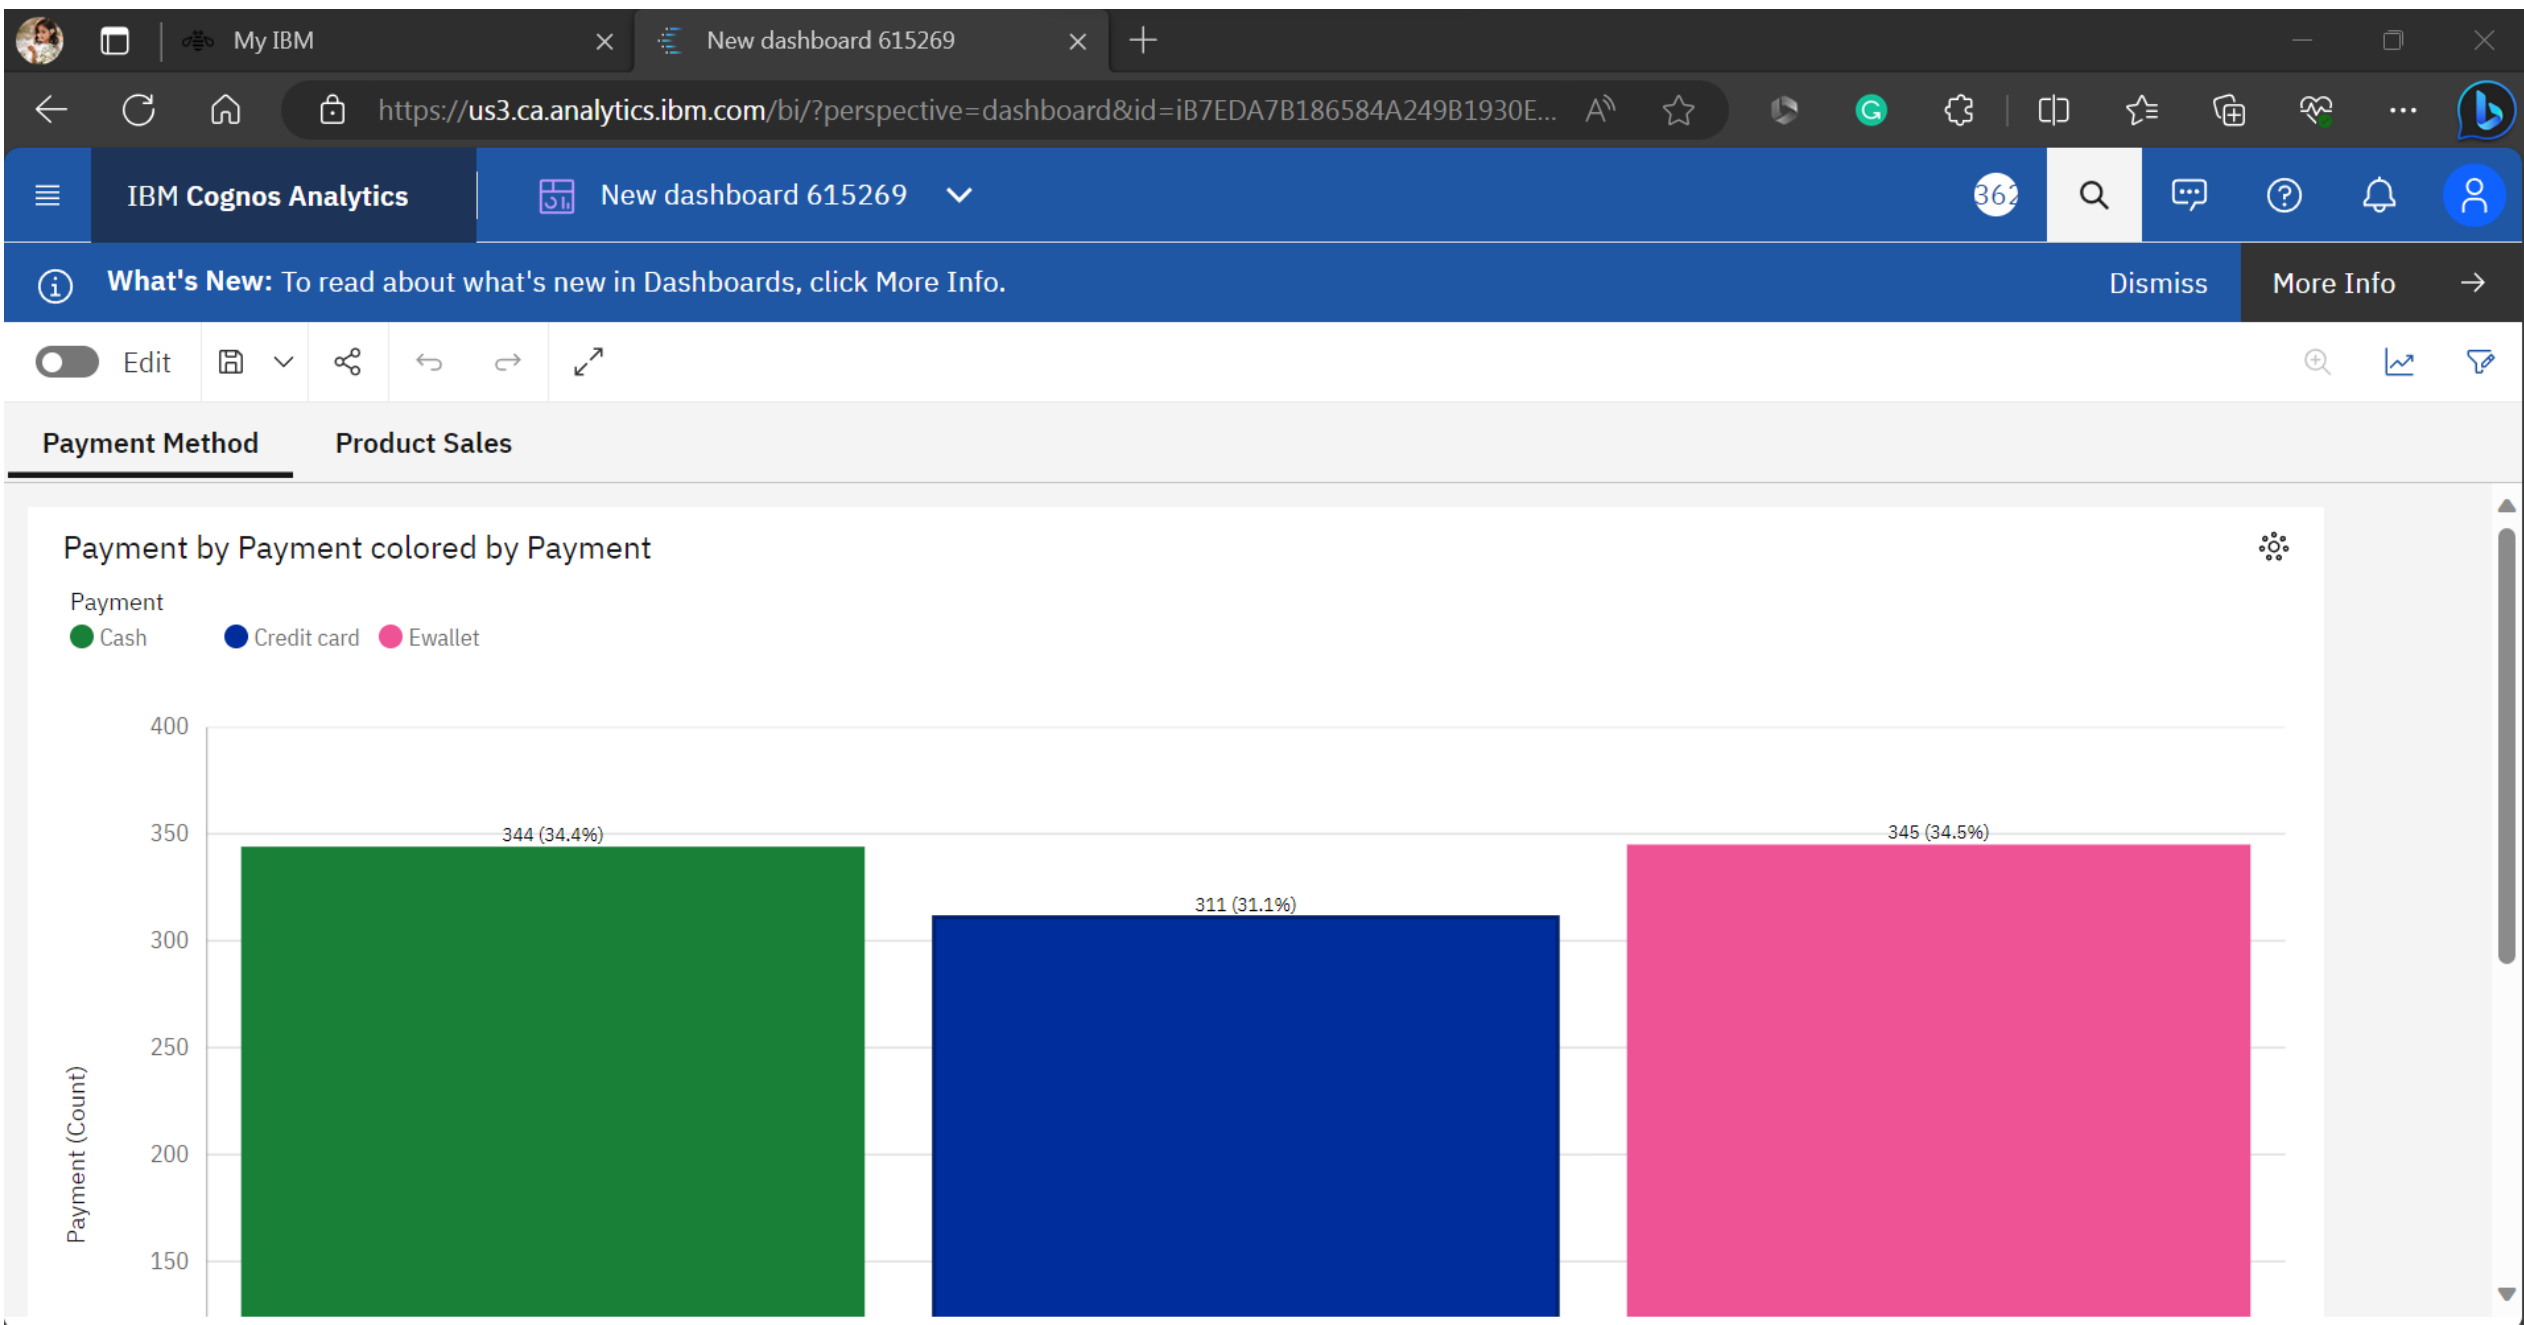 My IBM
New dashboard 615269
https://us3.ca.analytics.ibm.com/bi/?perspective=dashboard&id=iB7EDA7B186584A249B1930E...
IBM Cognos Analytics
New dashboard 615269
362
What's New: To read about what's new in Dashboards, click More Info.
Dismiss
More Info
Edit
Payment Method
Product Sales
Payment by Payment colored by Payment
Payment
Cash
Credit card
Ewallet
400
350
300
250
200
150
Payment (Count)
344 (34.4%)
311 (31.1%)
345 (34.5%)